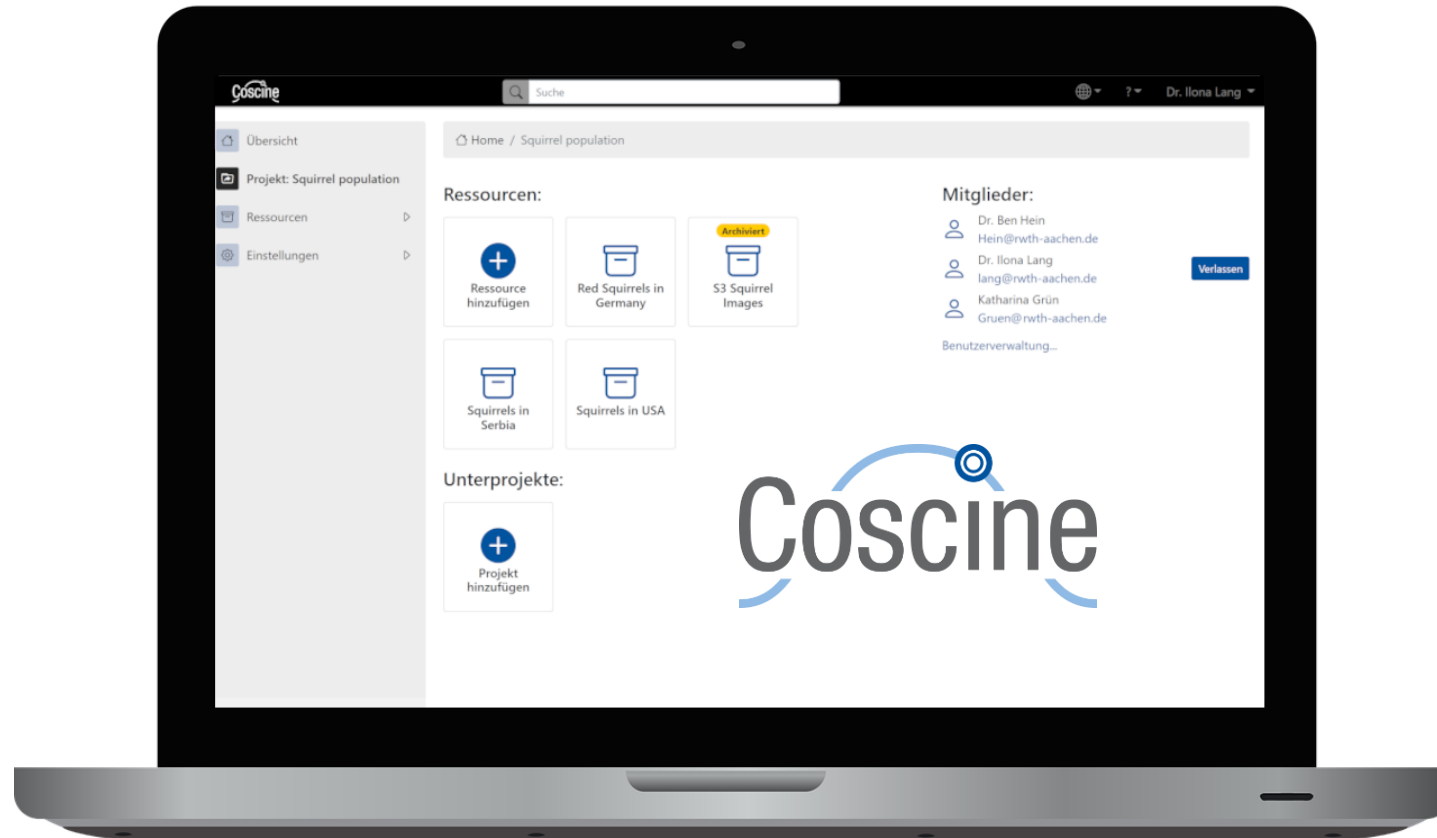 Coscine
Suche
?
Dr. Ilona Lang
Übersicht
Projekt: Squirrel population
Ressourcen
Einstellungen
Home / Squirrel population
Ressourcen:
Ressource
hinzufügen
Red Squirrels in
Germany
Archiviert
S3 Squirrel
Images
Squirrels in
Serbia
Squirrels in USA
Unterprojekte:
Projekt
hinzufügen
Mitglieder:
Dr. Ben Hein
Hein@rwth-aachen.de
Dr. Ilona Lang
lang@rwth-aachen.de
Verlassen
Katharina Grün
Gruen@rwth-aachen.de
Benutzerverwaltung...
Coscine